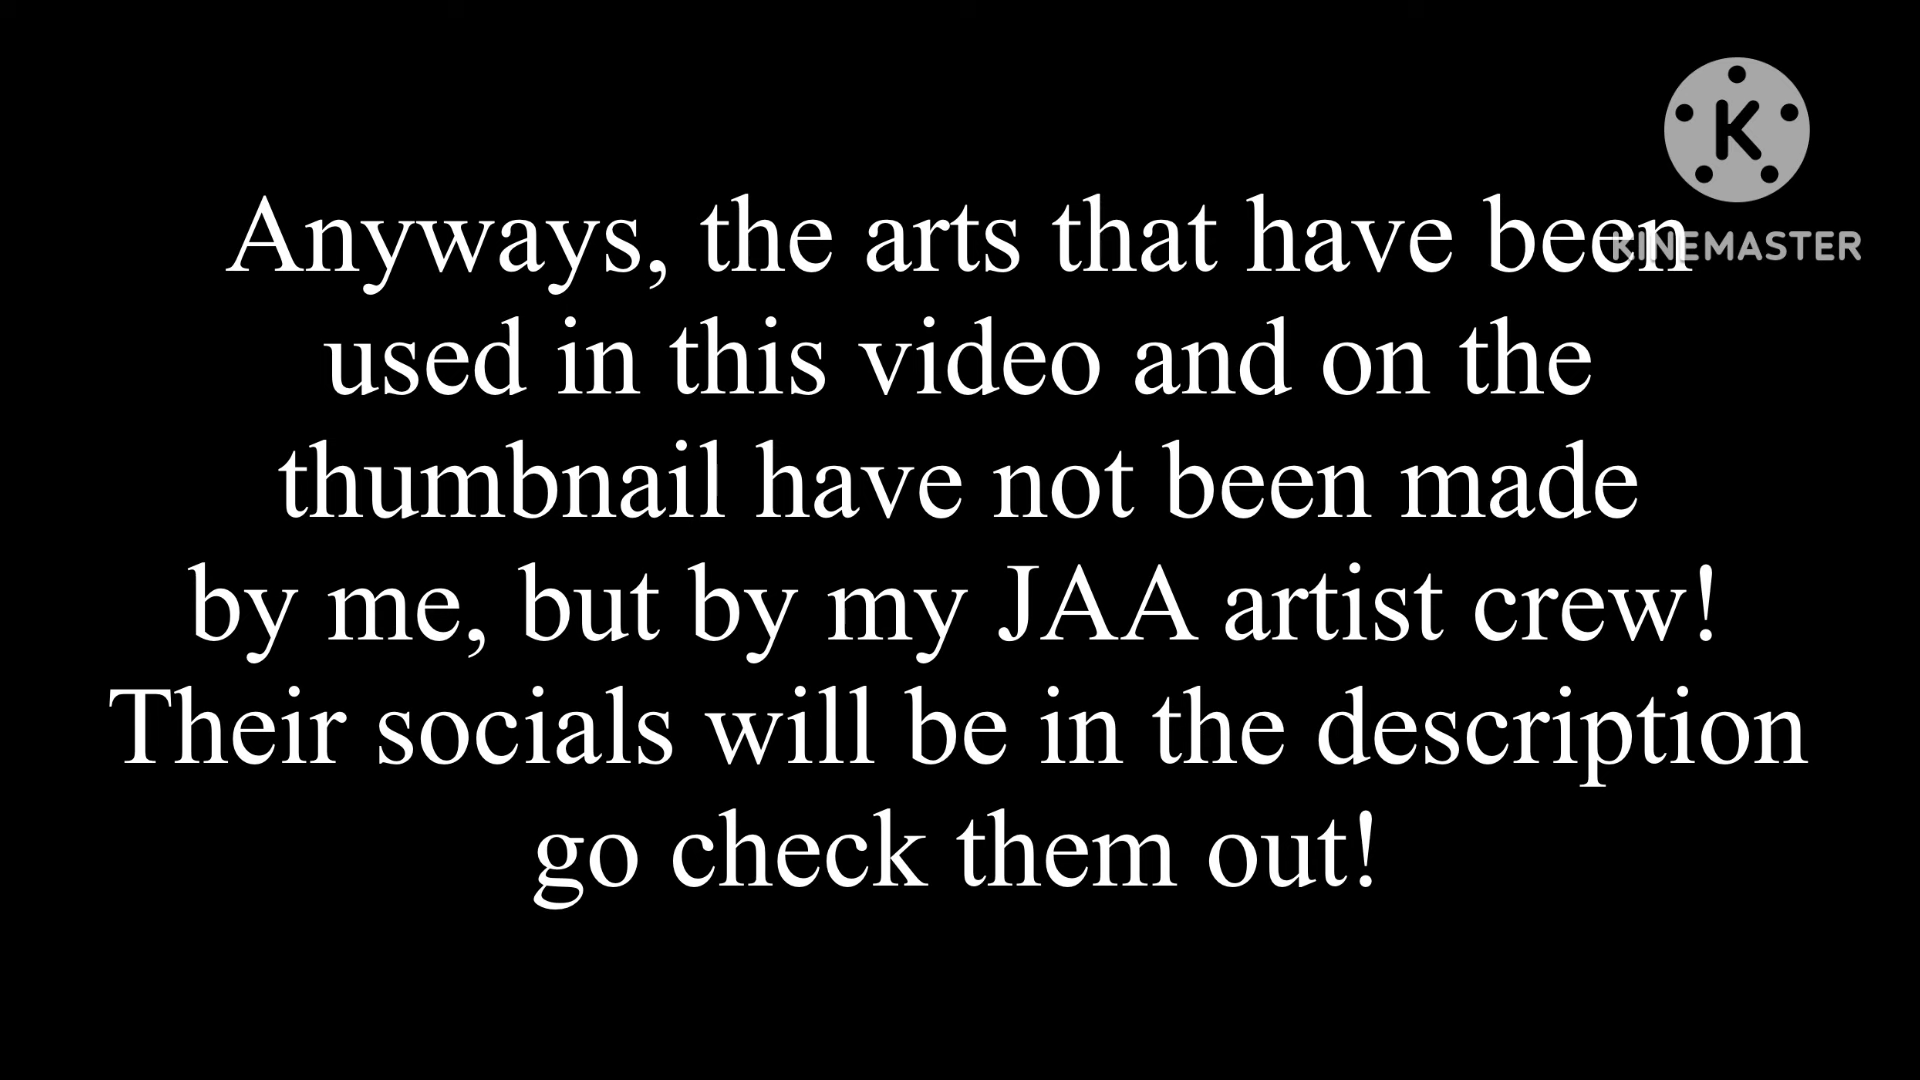 K
KINEMASTER
Anyways, the arts that have been
used in this video and on the
thumbnail have not been made
by me, but by my JAA artist crew!
Their socials will be in the description
go check them out!